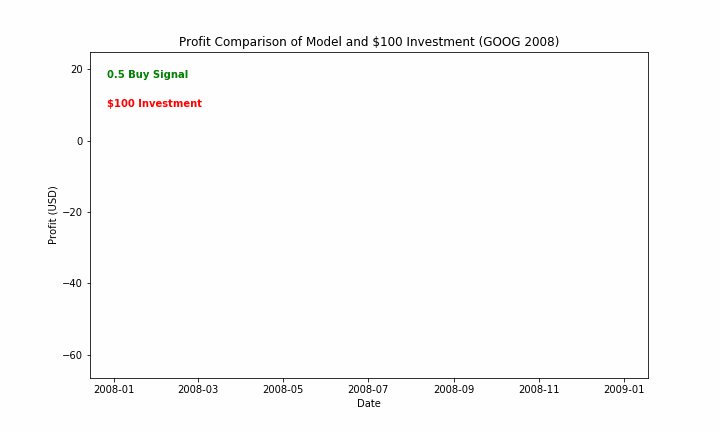 Profit Comparison of Model and $100 Investment (GOOG 2008)
0.5 Buy Signal
$100 Investment
20
0
−20
−40
−60
Profit (USD)
2008-01 2008-03 2008-05 2008-07 2008-09 2008-11 2009-01
Date